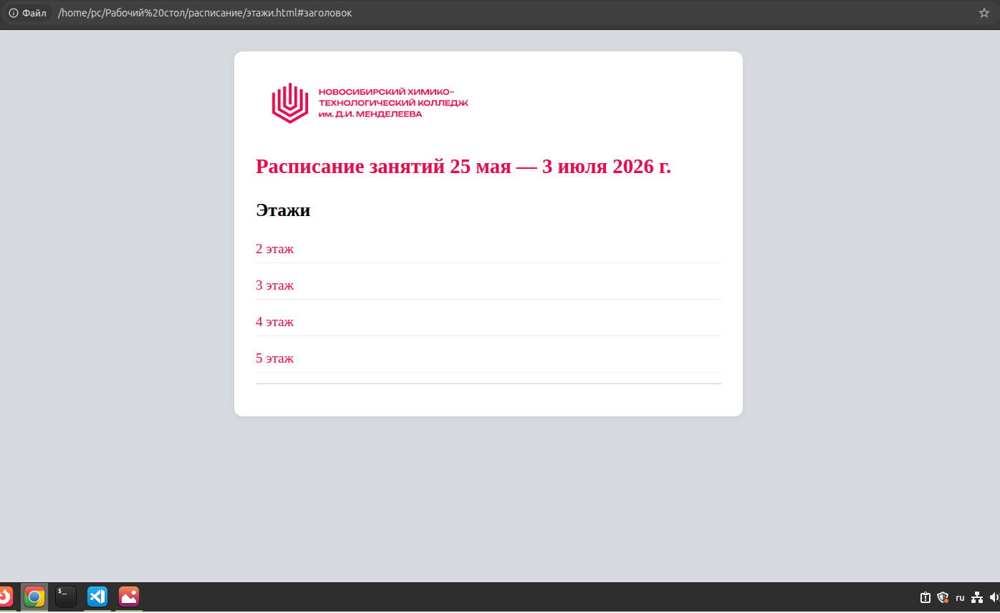 Файл /home/pc/Рабочий%20стол/расписание/этажи.html#заголовок
НОВОСИБИРСКИЙ ХИМИКО-
ТЕХНОЛОГИЧЕСКИЙ КОЛЛЕДЖ
им. Д.И. МЕНДЕЛЕЕВА
Расписание занятий 25 мая — 3 июля 2026 г.
Этажи
2 этаж
3 этаж
4 этаж
5 этаж
$_
ru